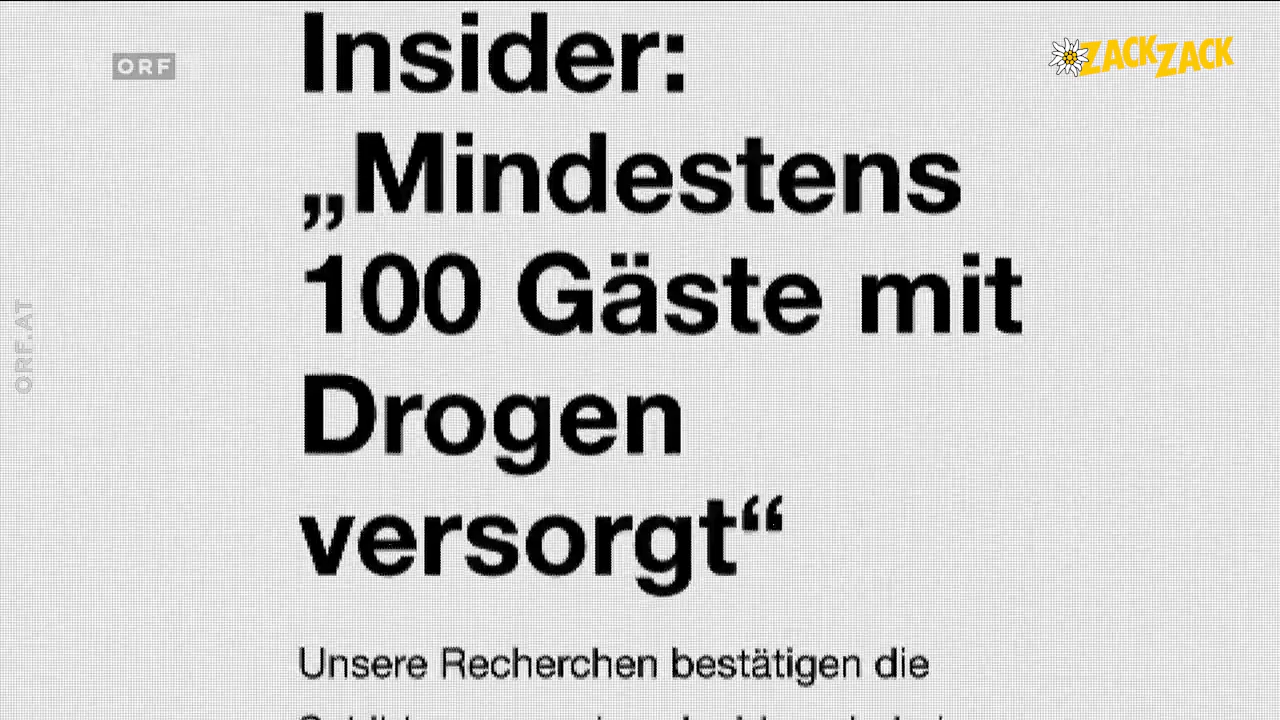 ORF
ZACKZACK
Insider:
„Mindestens
100 Gäste mit
Drogen
versorgt“
Unsere Recherchen bestätigen die
ORF.AT